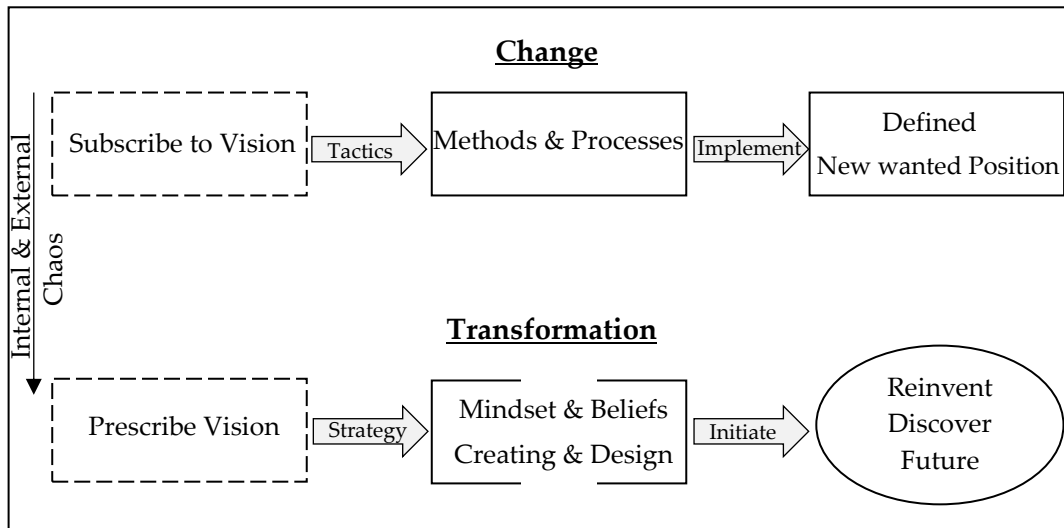 Change
Subscribe to Vision
Tactics
Methods & Processes
Implement
Defined
New wanted Position
Internal & External
Chaos
Transformation
Prescribe Vision
Strategy
Mindset & Beliefs
Creating & Design
Initiate
Reinvent
Discover
Future